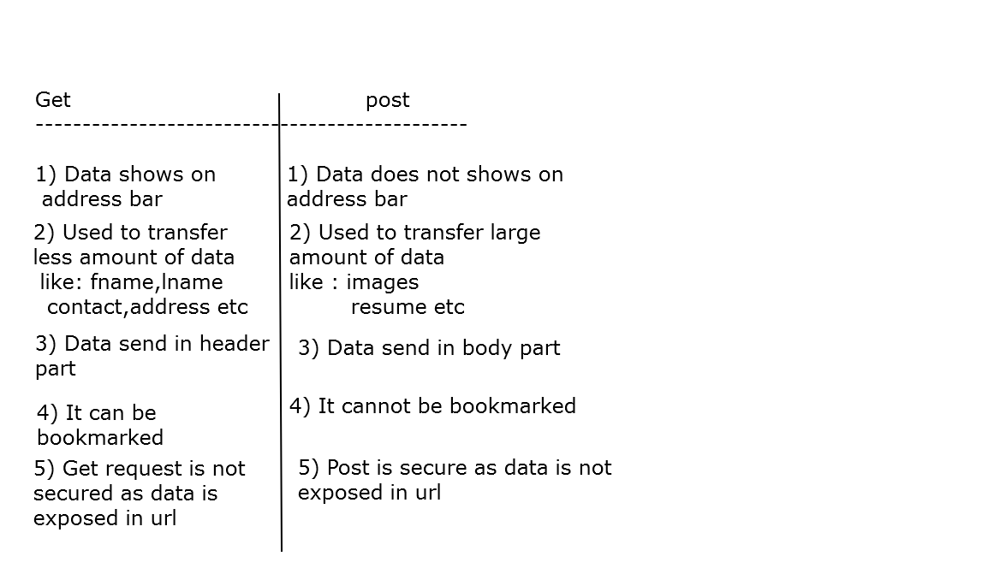 Get
post
-------------------------------------------
1) Data shows on
address bar
2) Used to transfer
less amount of data
like: fname,lname
contact,address etc
3) Data send in header
part
4) It can be
bookmarked
5) Get request is not
secured as data is
exposed in url
1) Data does not shows on
address bar
2) Used to transfer large
amount of data
like : images
resume etc
3) Data send in body part
4) It cannot be bookmarked
5) Post is secure as data is not
exposed in url